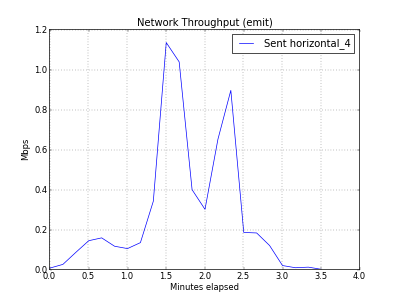 Network Throughput (emit)
Sent horizontal_4
Mbps
1.2
1.0
0.8
0.6
0.4
0.2
0.0
0.0 0.5 1.0 1.5 2.0 2.5 3.0 3.5 4.0
Minutes elapsed